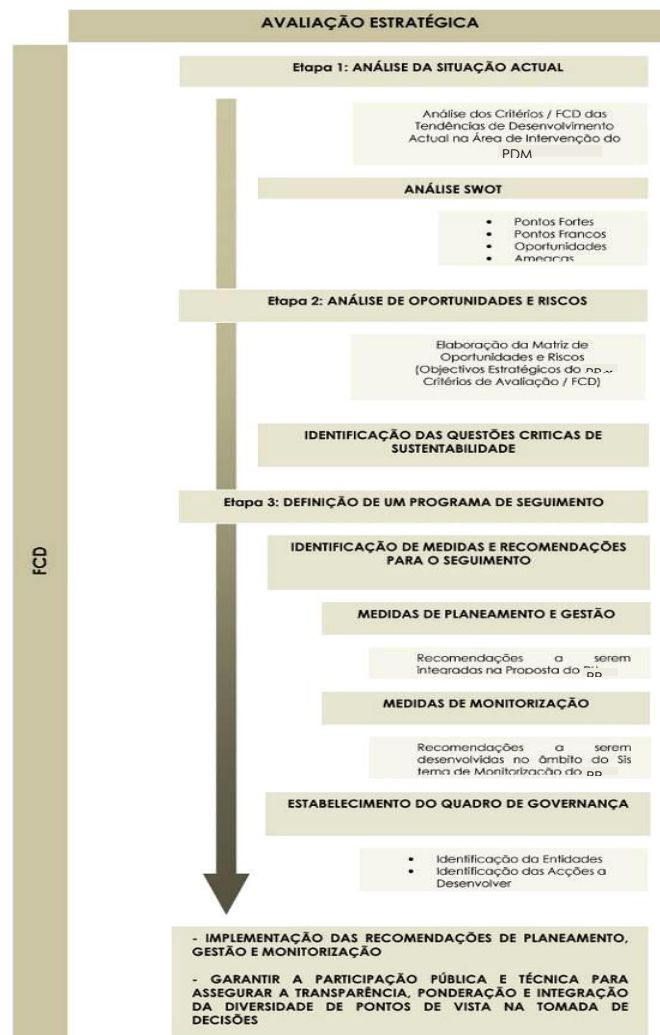 AVALIAÇÃO ESTRATÉGICA
Etapa 1: ANÁLISE DA SITUAÇÃO ACTUAL
Análise dos Critérios / FCD das
Tendências de Desenvolvimento
Actual na Área de Intervenção do
PDM
ANÁLISE SWOT
• Pontos Fortes
• Pontos Francos
• Oportunidades
• Ameaças
Etapa 2: ANÁLISE DE OPORTUNIDADES E RISCOS
Elaboração da Matriz de
Oportunidades e Riscos
(Objectivos Estratégicos do
Critérios de Avaliação / FCD)
IDENTIFICAÇÃO DAS QUESTÕES CRITICAS DE
SUSTENTABILIDADE
Etapa 3: DEFINIÇÃO DE UM PROGRAMA DE SEGUIMENTO
FCD
IDENTIFICAÇÃO DE MEDIDAS E RECOMENDAÇÕES
PARA O SEGUIMENTO
MEDIDAS DE PLANEAMENTO E GESTÃO
Recomendações a serem
integradas na Proposta do
MEDIDAS DE MONITORIZAÇÃO
Recomendações a serem
desenvolvidas no âmbito do Sis
tema de Monitorização do
ESTABELECIMENTO DO QUADRO DE GOVERNANÇA
• Identificação da Entidades
• Identificação das Acções a
Desenvolver
- IMPLEMENTAÇÃO DAS RECOMENDAÇÕES DE PLANEAMENTO,
GESTÃO E MONITORIZAÇÃO
- GARANTIR A PARTICIPAÇÃO PÚBLICA E TÉCNICA PARA
ASSEGURAR A TRANSPARÊNCIA, PONDERAÇÃO E INTEGRAÇÃO
DA DIVERSIDADE DE PONTOS DE VISTA NA TOMADA DE
DECISÕES